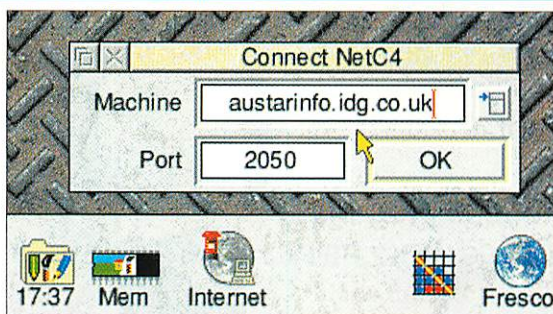 Connect NetC4
Machine
austarinfo.idg.co.uk
Port
2050
OK
17:37
Mem
Internet
Fresco